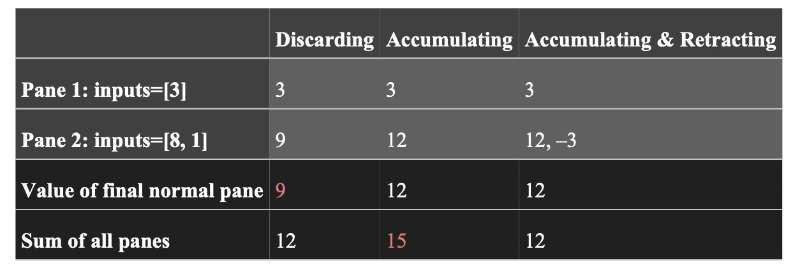 Discarding Accumulating Accumulating & Retracting
Pane 1: inputs=[3] 3 3 3
Pane 2: inputs=[8, 1] 9 12 12, –3
Value of final normal pane 9 12 12
Sum of all panes 12 15 12